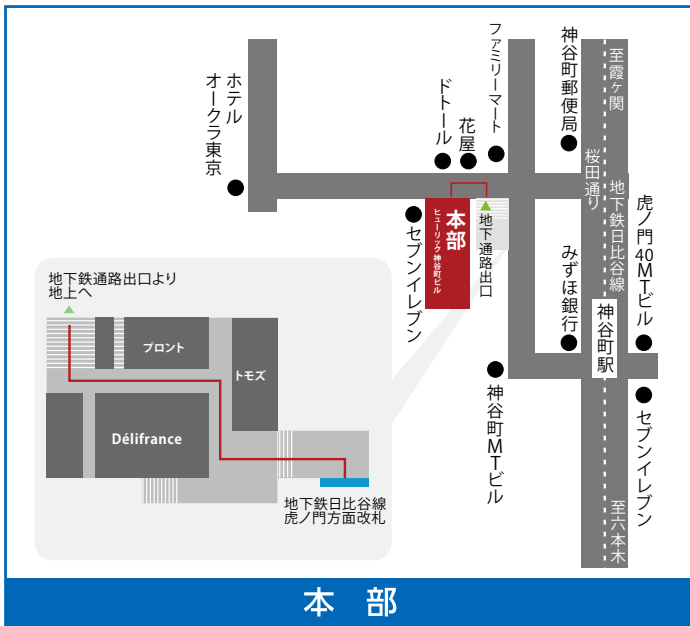 ホテル
オークラ東京
ドトール
花屋
ファミリーマート
神谷町郵便局
至霞ヶ関
桜田通り
地下鉄日比谷線
虎ノ門40MTビル
本部
ヒューリック神谷町ビル
地下通路出口
セブンイレブン
みずほ銀行
神谷町駅
神谷町MTビル
セブンイレブン
至六本木
地下鉄通路出口より
地上へ
プロント
トモズ
Délifrance
地下鉄日比谷線
虎ノ門方面改札
本 部